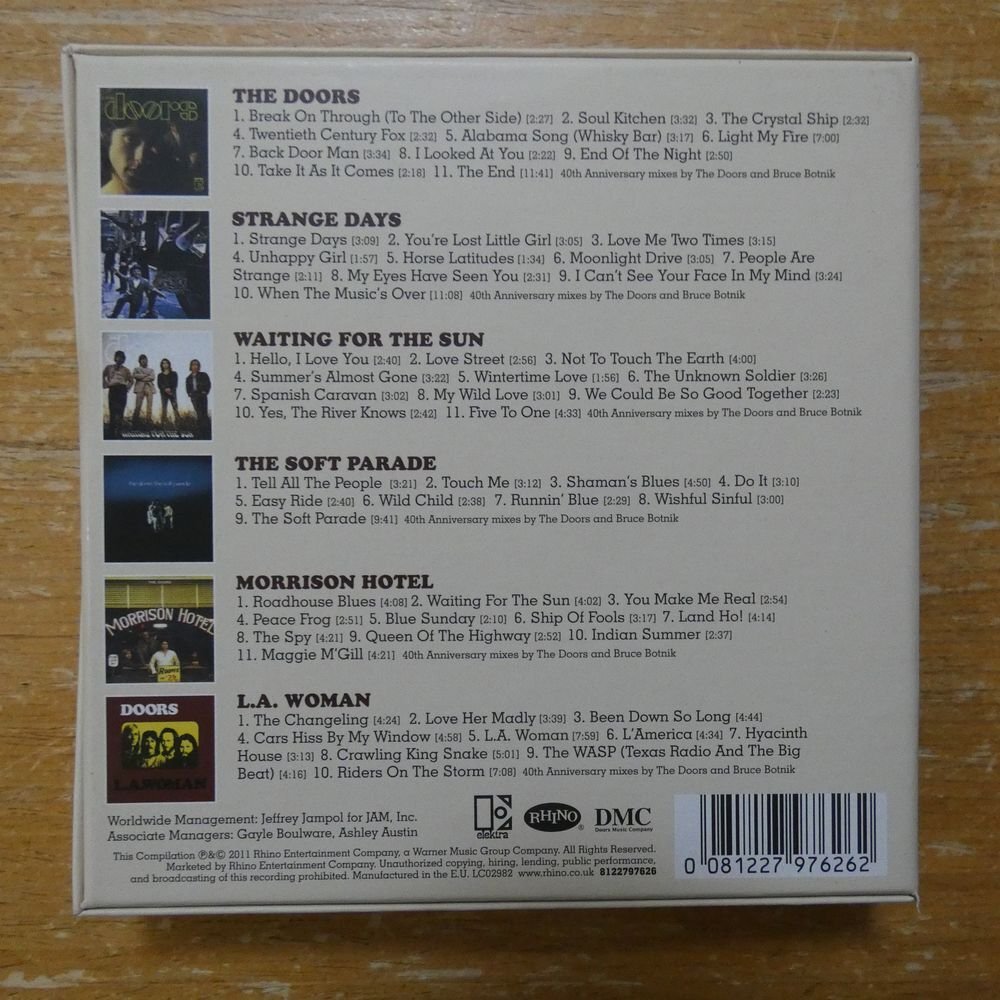 doors
THE DOORS
1. Break On Through (To The Other Side) [2:27] 2. Soul Kitchen [3:32] 3. The Crystal Ship [2:32]
4. Twentieth Century Fox [2:32] 5. Alabama Song (Whisky Bar) [3:17] 6. Light My Fire [7:00]
7. Back Door Man [3:34] 8. I Looked At You [2:22] 9. End Of The Night [2:50]
10. Take It As It Comes [2:18] 11. The End [11:41] 40th Anniversary mixes by The Doors and Bruce Botnik
STRANGE DAYS
1. Strange Days [3:09] 2. You're Lost Little Girl [3:05] 3. Love Me Two Times [3:15]
4. Unhappy Girl [1:57] 5. Horse Latitudes [1:34] 6. Moonlight Drive [3:05] 7. People Are
Strange [2:11] 8. My Eyes Have Seen You [2:31] 9. I Can't See Your Face In My Mind [3:24]
10. When The Music's Over [11:08] 40th Anniversary mixes by The Doors and Bruce Botnik
WAITING FOR THE SUN
WAITING FOR THE SUN
1. Hello, I Love You [2:40] 2. Love Street [2:56] 3. Not To Touch The Earth [4:00]
4. Summer's Almost Gone [3:22] 5. Wintertime Love [1:56] 6. The Unknown Soldier [3:26]
7. Spanish Caravan [3:02] 8. My Wild Love [3:01] 9. We Could Be So Good Together [2:23]
10. Yes, The River Knows [2:42] 11. Five To One [4:33] 40th Anniversary mixes by The Doors and Bruce Botnik
THE SOFT PARADE
1. Tell All The People [3:21] 2. Touch Me [3:12] 3. Shaman's Blues [4:50] 4. Do It [3:10]
5. Easy Ride [2:40] 6. Wild Child [2:38] 7. Runnin' Blue [2:29] 8. Wishful Sinful [3:00]
9. The Soft Parade [9:41] 40th Anniversary mixes by The Doors and Bruce Botnik
THE DOORS
MORRISON HOTEL
MORRISON HOTEL
1. Roadhouse Blues [4:08] 2. Waiting For The Sun [4:02] 3. You Make Me Real [2:54]
4. Peace Frog [2:51] 5. Blue Sunday [2:10] 6. Ship Of Fools [3:17] 7. Land Ho! [4:14]
8. The Spy [4:21] 9. Queen Of The Highway [2:52] 10. Indian Summer [2:37]
11. Maggie M'Gill [4:21] 40th Anniversary mixes by The Doors and Bruce Botnik
DOORS
L.A. WOMAN
L.A. WOMAN
1. The Changeling [4:24] 2. Love Her Madly [3:39] 3. Been Down So Long [4:44]
4. Cars Hiss By My Window [4:58] 5. L.A. Woman [7:59] 6. L'America [4:34] 7. Hyacinth
House [3:13] 8. Crawling King Snake [5:01] 9. The WASP (Texas Radio And The Big
Beat) [4:16] 10. Riders On The Storm [7:08] 40th Anniversary mixes by The Doors and Bruce Botnik
Worldwide Management: Jeffrey Jampol for JAM, Inc.
Associate Managers: Gayle Boulware, Ashley Austin
elektra
RHINO®
DMC
Doors Music Company
This Compilation ℗&© 2011 Rhino Entertainment Company, a Warner Music Group Company. All Rights Reserved.
Marketed by Rhino Entertainment Company. Unauthorized copying, hiring, lending, public performance,
and broadcasting of this recording prohibited. Manufactured in the E.U. LC02982 www.rhino.co.uk 8122797626
0 081227 976262